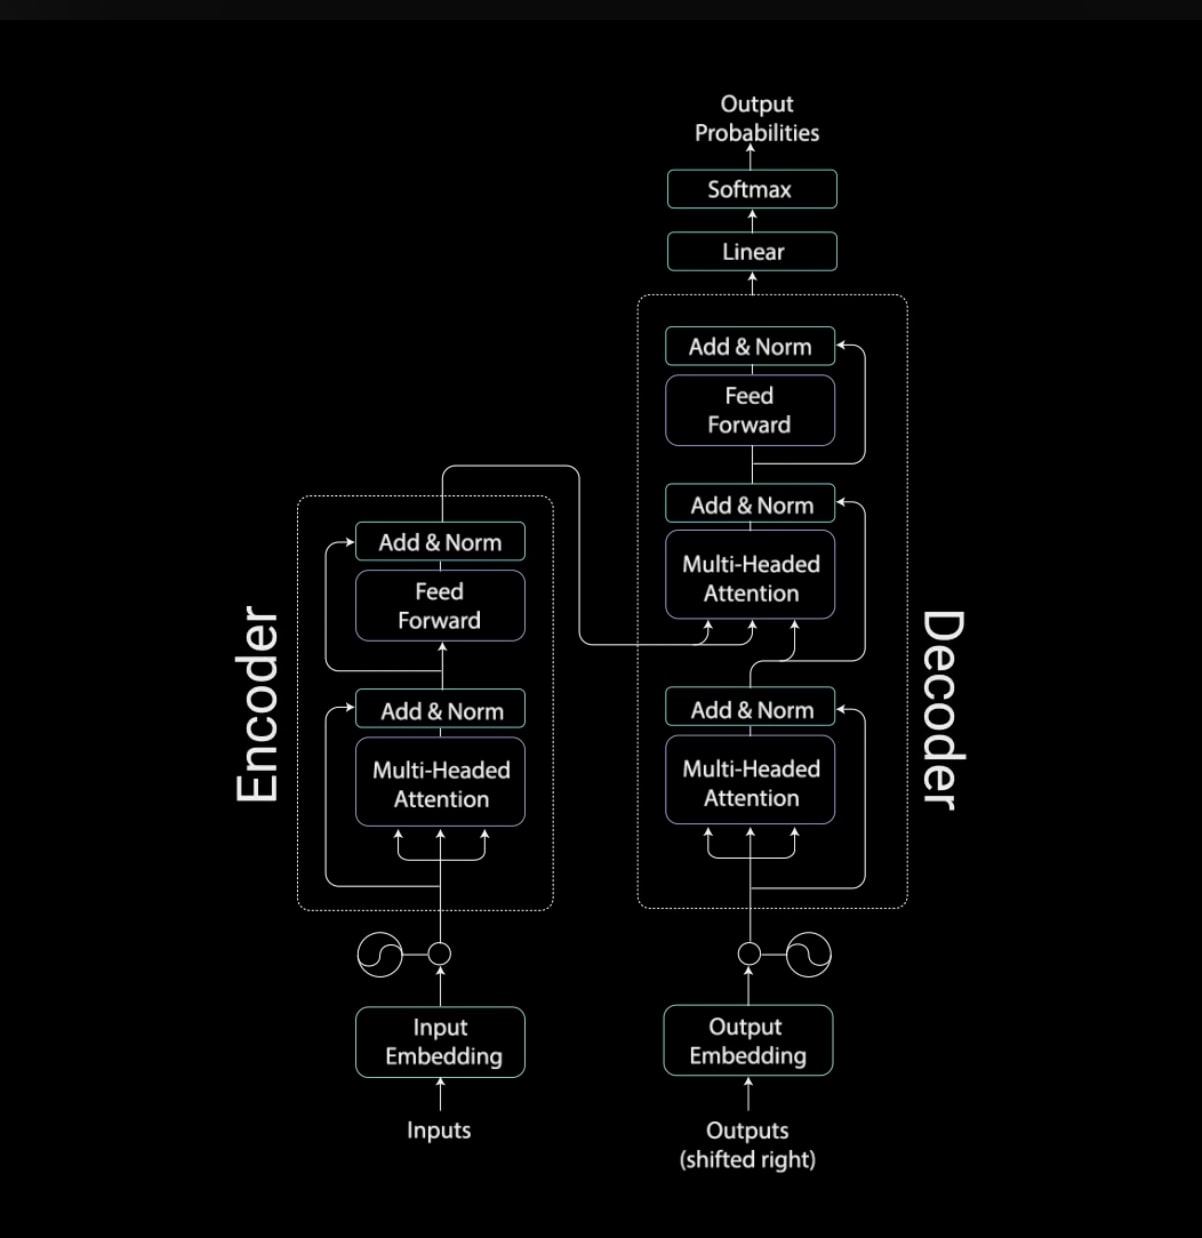 Output
Probabilities
Softmax
Linear
Add & Norm
Feed
Forward
Add & Norm
Multi-Headed
Attention
Add & Norm
Multi-Headed
Attention
Decoder
Output
Embedding
Outputs
(shifted right)
Encoder
Add & Norm
Feed
Forward
Add & Norm
Multi-Headed
Attention
Input
Embedding
Inputs